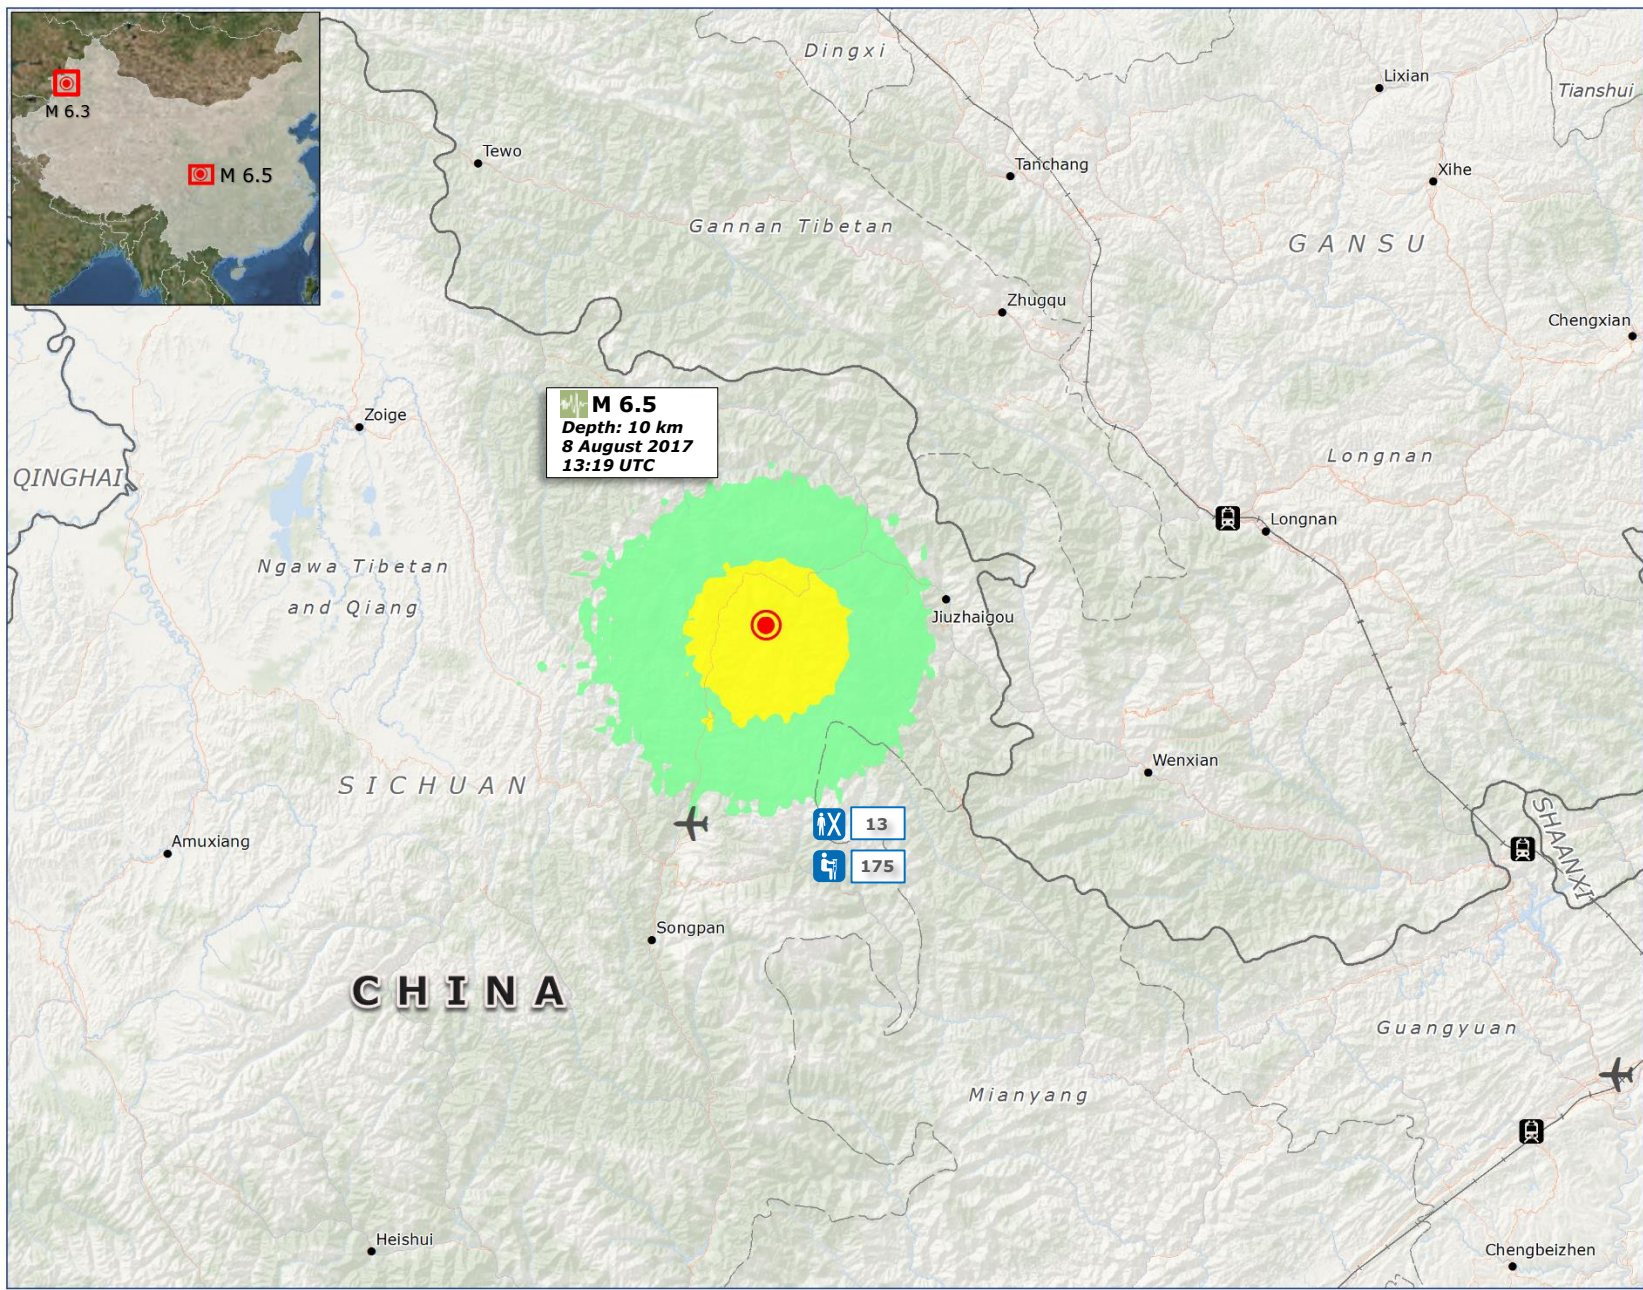 Dingxi
Lixian
Tianshui
M 6.3
M 6.5
Tewo
Tanchang
Xihe
Gannan Tibetan
GANSU
Zhugqu
Chengxian
M 6.5
Depth: 10 km
8 August 2017
13:19 UTC
Zoige
QINGHAI
Longnan
Longnan
Ngawa Tibetan
and Qiang
Jiuzhaigou
Wenxian
SICHUAN
SHAANXI
Amuxiang
13
175
Songpan
CHINA
Guangyuan
Mianyang
Heishui
Chengbeizhen